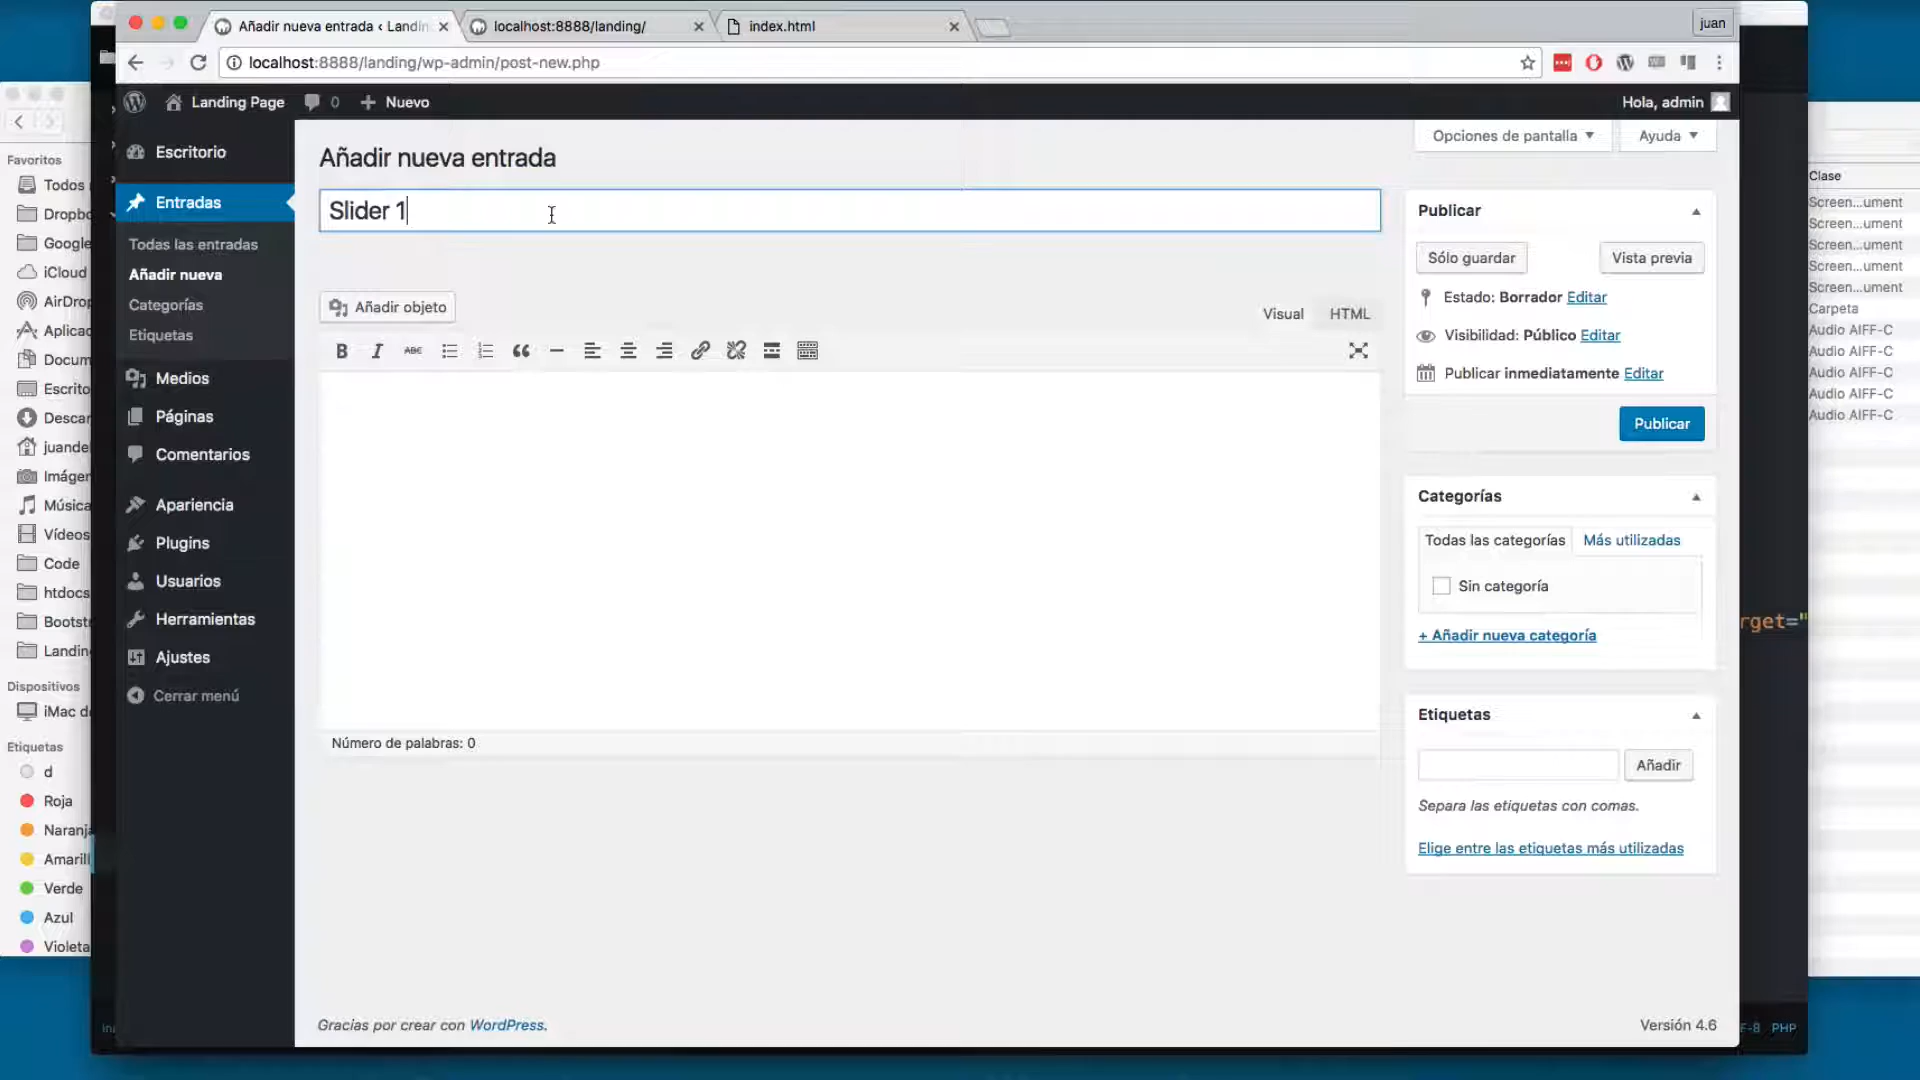 Añadir nueva entrada ‹ Landin
localhost:8888/landing/
index.html
juan
localhost:8888/landing/wp-admin/post-new.php
Landing Page
0
Nuevo
Hola, admin
Opciones de pantalla
Ayuda
Escritorio
Entradas
Todas las entradas
Añadir nueva
Categorías
Etiquetas
Medios
Páginas
Comentarios
Apariencia
Plugins
Usuarios
Herramientas
Ajustes
Cerrar menú
Añadir nueva entrada
Slider 1
Añadir objeto
Visual
HTML
B I ABC
Número de palabras: 0
Gracias por crear con WordPress.
Versión 4.6
Publicar
Sólo guardar
Vista previa
Estado: Borrador Editar
Visibilidad: Público Editar
Publicar inmediatamente Editar
Publicar
Categorías
Todas las categorías
Más utilizadas
Sin categoría
+ Añadir nueva categoría
Etiquetas
Añadir
Separa las etiquetas con comas.
Elige entre las etiquetas más utilizadas
Favoritos
Todos
Dropbo
Google
iCloud
AirDrop
Aplicac
Docum
Escrito
Descar
juande
Imáger
Música
Vídeos
Code
htdocs
Bootst
Landin
Dispositivos
iMac d
Etiquetas
d
Roja
Naranja
Amarill
Verde
Azul
Violeta
Clase
Screen...ument
Screen...ument
Screen...ument
Screen...ument
Screen...ument
Carpeta
Audio AIFF-C
Audio AIFF-C
Audio AIFF-C
Audio AIFF-C
Audio AIFF-C
rget="
F-8 PHP